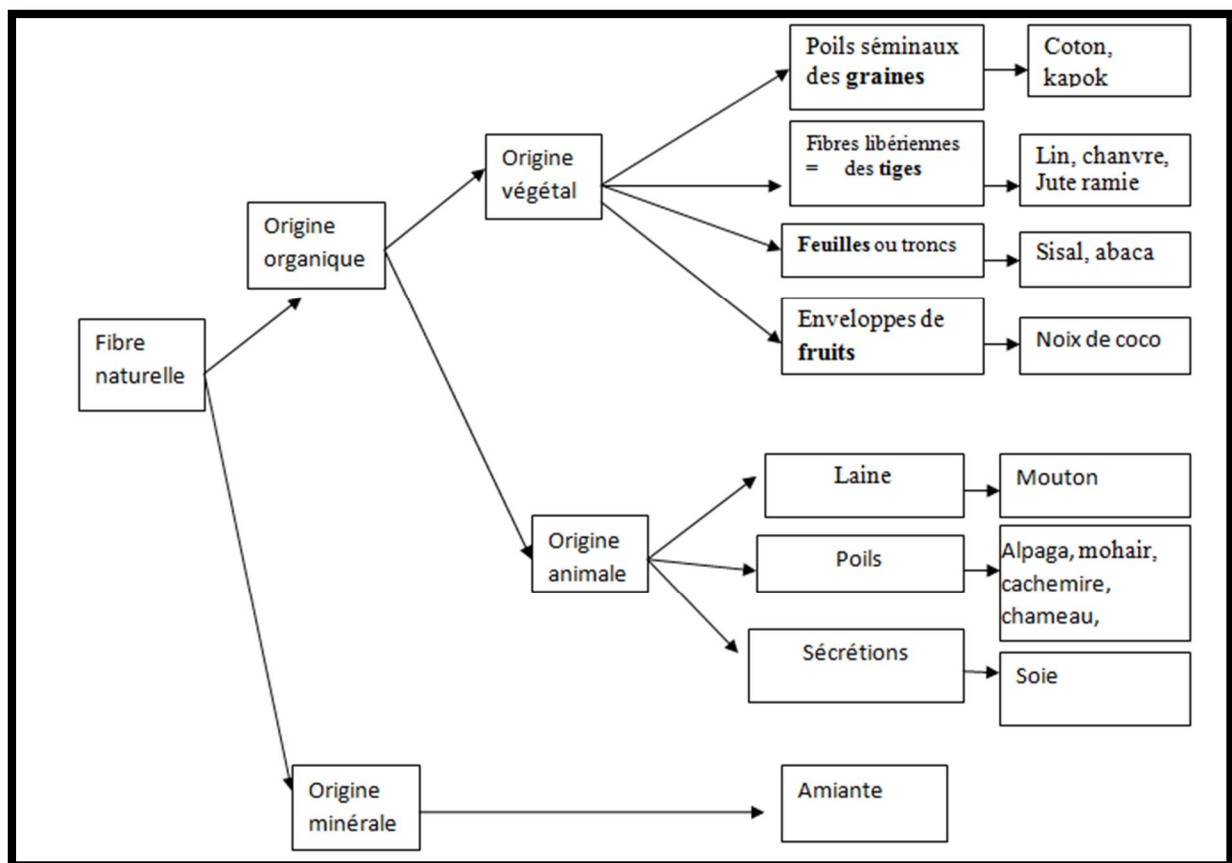 Fibre
naturelle
Origine
organique
Origine
végétal
Poils séminaux
des graines
Coton,
kapok
Fibres libériennes
= des tiges
Lin, chanvre,
Jute ramie
Feuilles ou troncs
Sisal, abaca
Enveloppes de
fruits
Noix de coco
Origine
animale
Laine
Mouton
Poils
Alpaga, mohair,
cachemire,
chameau,
Sécrétions
Soie
Origine
minérale
Amiante